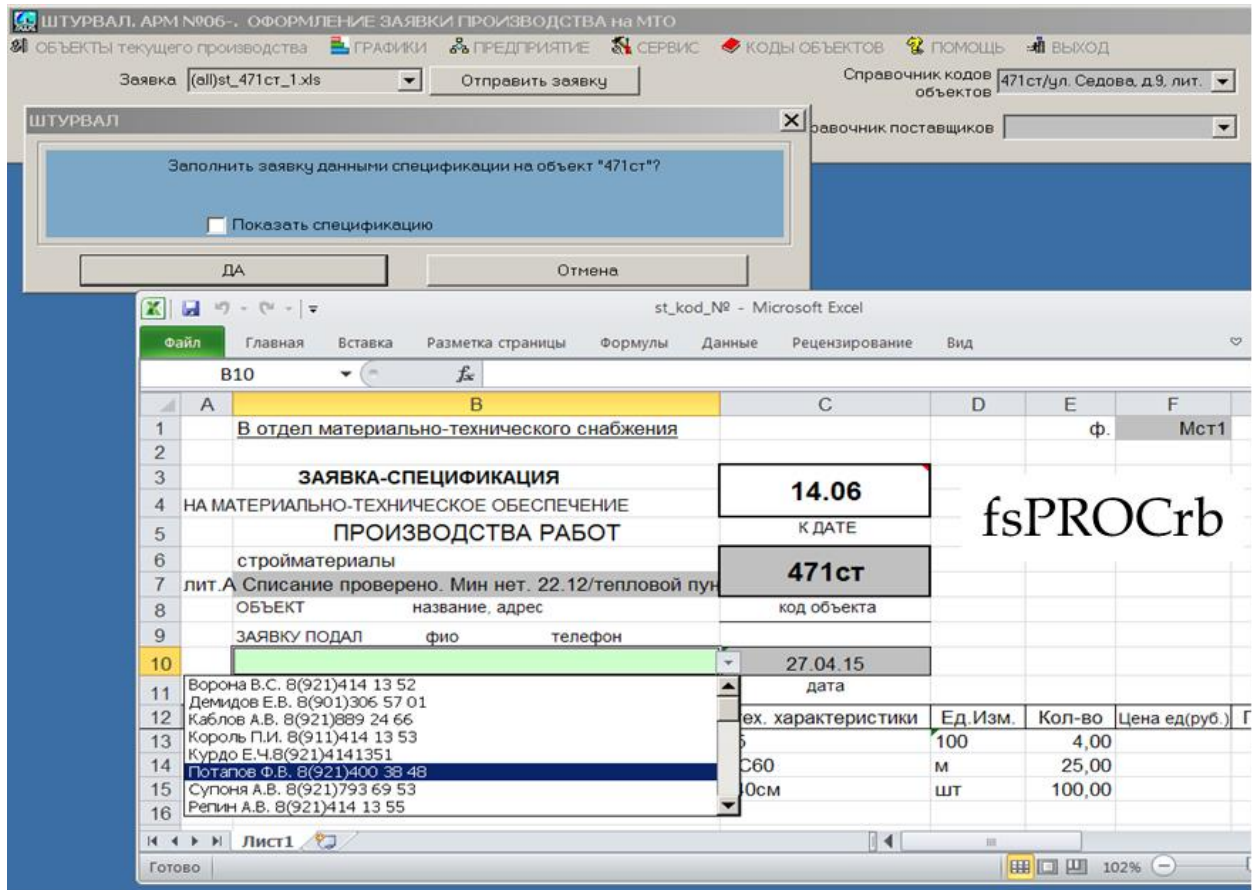 ШТУРВАЛ. АРМ №06-. ОФОРМЛЕНИЕ ЗАЯВКИ ПРОИЗВОДСТВА на МТО
ОБЪЕКТЫ текущего производства ГРАФИКИ ПРЕДПРИЯТИЕ СЕРВИС КОДЫ ОБЪЕКТОВ ПОМОЩЬ ВЫХОД
Заявка (all)st_471ст_1.xls Отправить заявку Справочник кодов объектов 471ст/ул. Седова, д.9, лит.
ШТУРВАЛ
поставщиков
Заполнить заявку данными спецификации на объект "471ст"?
Показать спецификацию
ДА Отмена
st_kod_№ - Microsoft Excel
Файл Главная Вставка Разметка страницы Формулы Данные Рецензирование Вид
B10 fx
A B C D E F
1 В отдел материально-технического снабжения ф. Мст1
2
3 ЗАЯВКА-СПЕЦИФИКАЦИЯ 14.06
4 НА МАТЕРИАЛЬНО-ТЕХНИЧЕСКОЕ ОБЕСПЕЧЕНИЕ
fsPROCrb
5 ПРОИЗВОДСТВА РАБОТ К ДАТЕ
6 стройматериалы 471ст
7 лит.А Списание проверено. Мин нет. 22.12/тепловой пун
8 ОБЪЕКТ название, адрес код объекта
9 ЗАЯВКУ ПОДАЛ фио телефон
10 27.04.15
11 дата
Ворона В.С. 8(921)414 13 52
Демидов Е.В. 8(901)306 57 01
12 Каблов А.В. 8(921)889 24 66 характеристики Ед.Изм. Кол-во Цена ед(руб.)
13 Король П.И. 8(911)414 13 53 100 4,00
Курдо Е.Ч.8(921)4141351
14 Потапов Ф.В. 8(921)400 38 48 С60 м 25,00
15 Супоня А.В. 8(921)793 69 53 шт 100,00
16 Репин А.В. 8(921)414 13 55
Лист1
Готово 102%